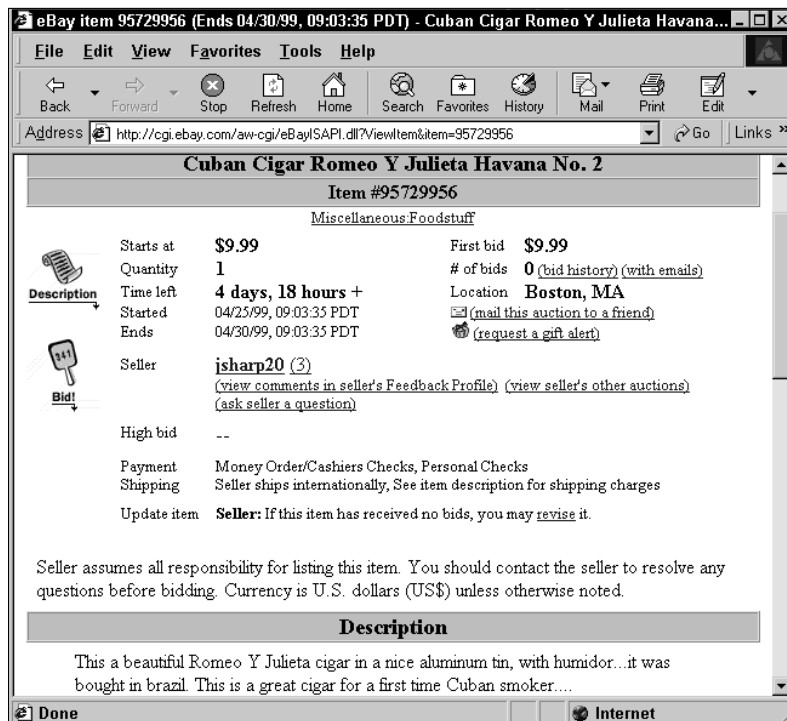 eBay item 95729956 (Ends 04/30/99, 09:03:35 PDT) - Cuban Cigar Romeo Y Julieta Havana...
File Edit View Favorites Tools Help
Back Forward Stop Refresh Home Search Favorites History Mail Print Edit
Address http://cgi.ebay.com/aw-cgi/eBayISAPI.dll?ViewItem&item=95729956 Go Links »
Cuban Cigar Romeo Y Julieta Havana No. 2
Item #95729956
Miscellaneous:Foodstuff
Starts at $9.99 First bid $9.99
Quantity 1 # of bids 0 (bid history) (with emails)
Description Time left 4 days, 18 hours + Location Boston, MA
Started 04/25/99, 09:03:35 PDT (mail this auction to a friend)
Ends 04/30/99, 09:03:35 PDT (request a gift alert)
341
Bid!
Seller jsharp20 (3)
(view comments in seller's Feedback Profile) (view seller's other auctions)
(ask seller a question)
High bid --
Payment Money Order/Cashiers Checks, Personal Checks
Shipping Seller ships internationally, See item description for shipping charges
Update item Seller: If this item has received no bids, you may revise it.
Seller assumes all responsibility for listing this item. You should contact the seller to resolve any
questions before bidding. Currency is U.S. dollars (US$) unless otherwise noted.
Description
This a beautiful Romeo Y Julieta cigar in a nice aluminum tin, with humidor...it was
bought in brazil. This is a great cigar for a first time Cuban smoker....
Done Internet